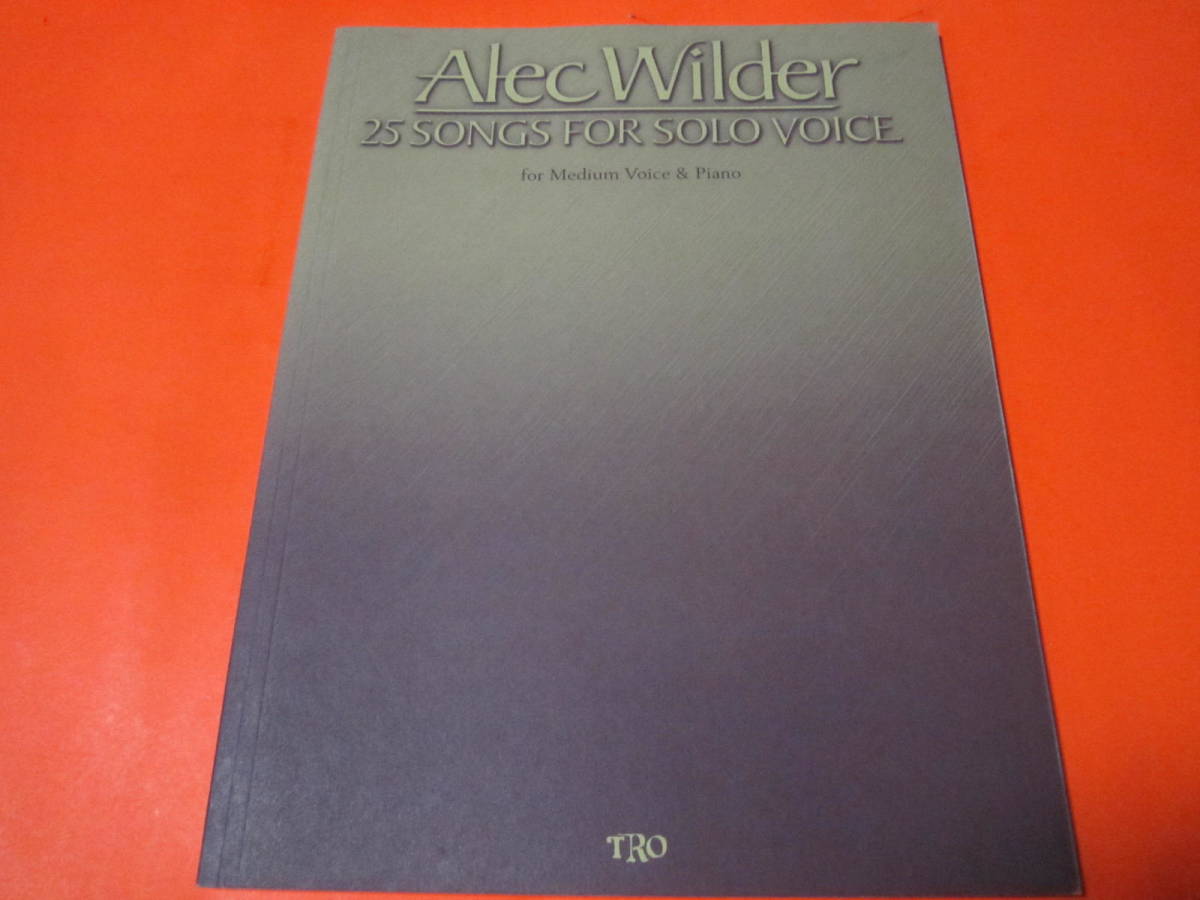 Alec Wilder
25 SONGS FOR SOLO VOICE
for Medium Voice & Piano
TRO